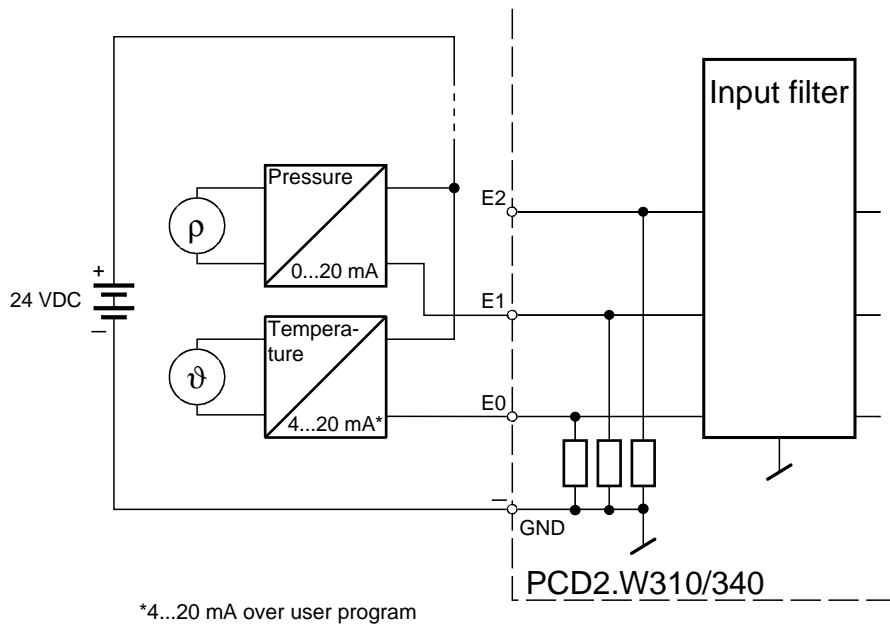 Input filter
Pressure
E2
ρ
0...20 mA
+
24 VDC
E1
–
Tempera-
ture
ϑ
E0
4...20 mA*
–
GND
PCD2.W310/340
*4...20 mA over user program